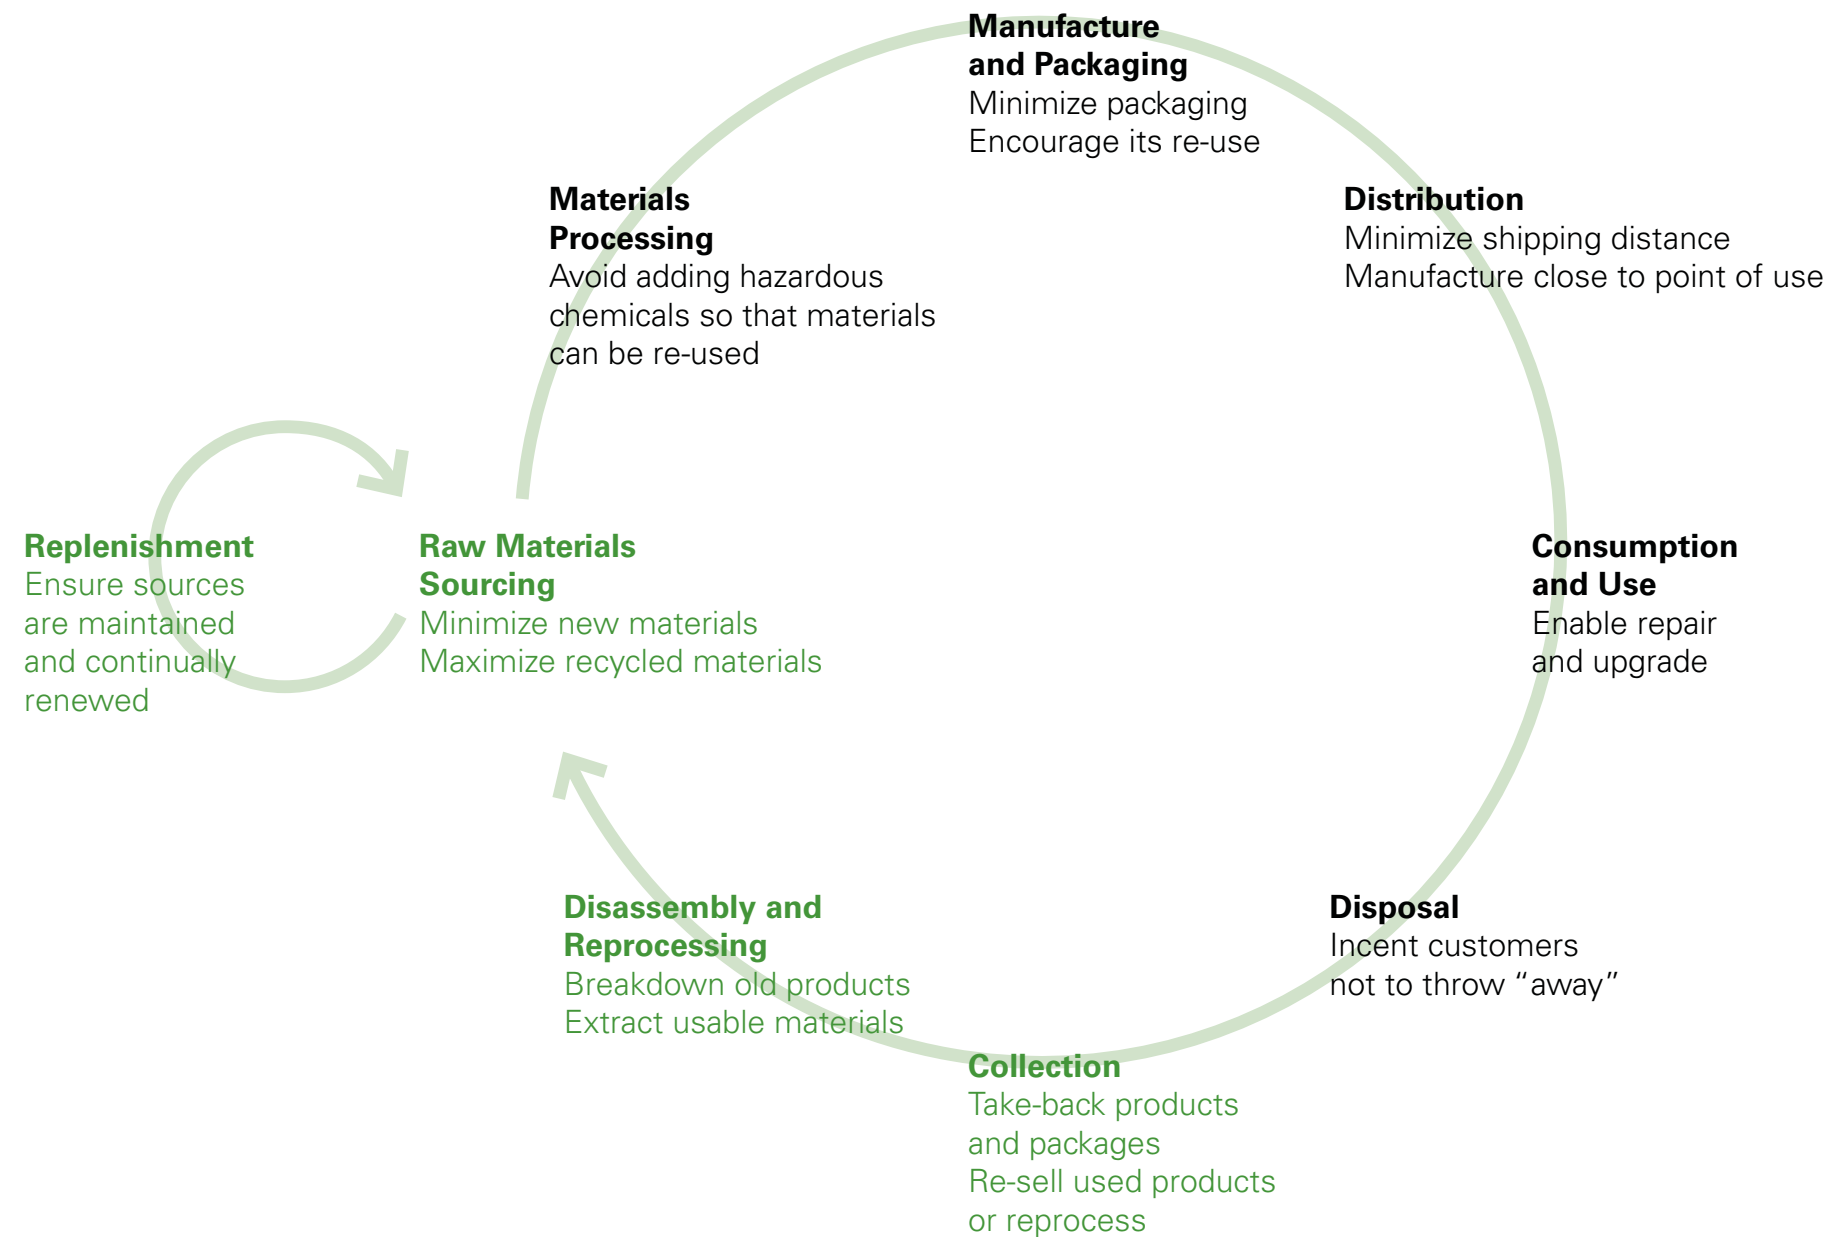 Manufacture
and Packaging
Minimize packaging
Encourage its re-use
Materials
Processing
Avoid adding hazardous
chemicals so that materials
can be re-used
Distribution
Minimize shipping distance
Manufacture close to point of use
Replenishment
Ensure sources
are maintained
and continually
renewed
Raw Materials
Sourcing
Minimize new materials
Maximize recycled materials
Consumption
and Use
Enable repair
and upgrade
Disassembly and
Reprocessing
Breakdown old products
Extract usable materials
Disposal
Incent customers
not to throw “away”
Collection
Take-back products
and packages
Re-sell used products
or reprocess